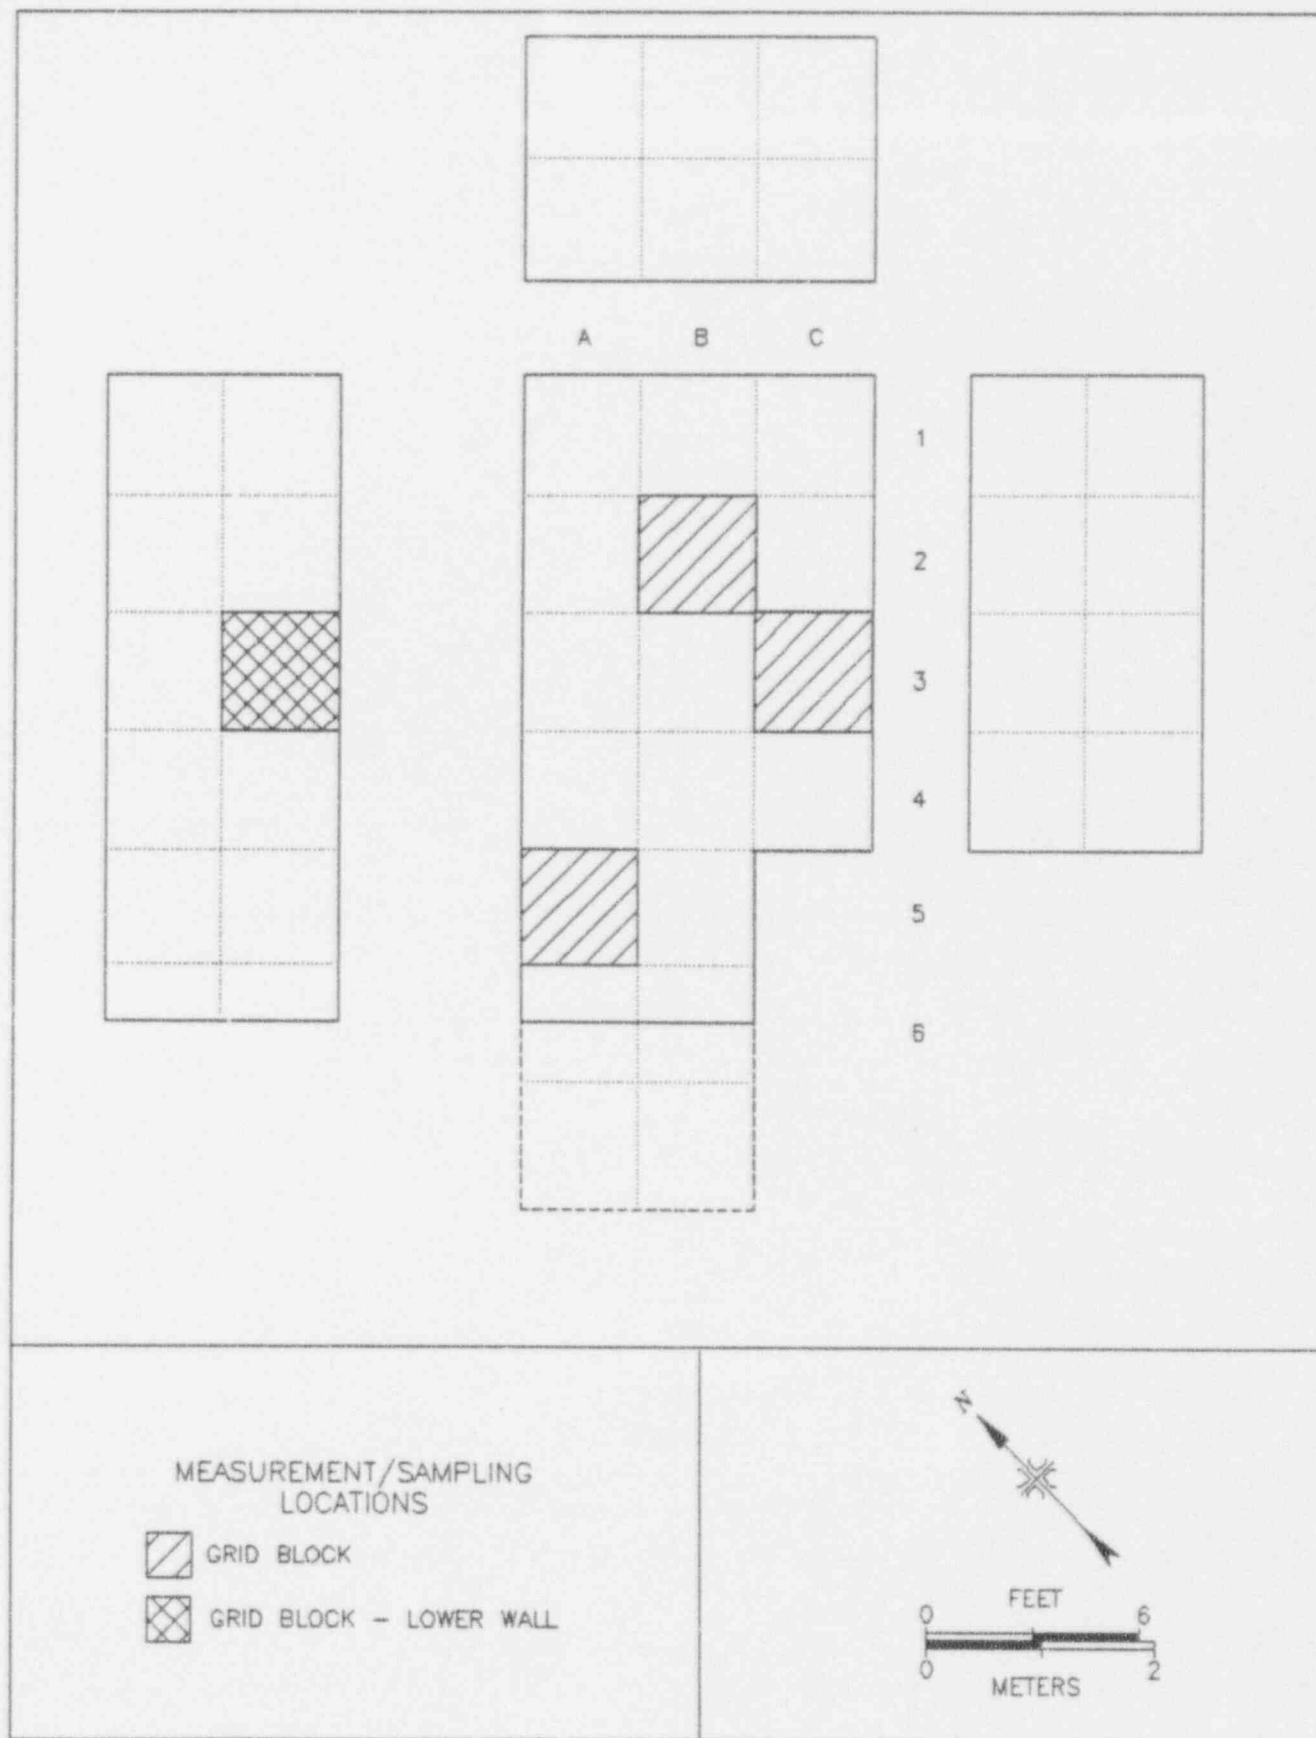 A B C
1
2
3
4
5
6
MEASUREMENT/SAMPLING
LOCATIONS
GRID BLOCK
GRID BLOCK - LOWER WALL
N
FEET
0 6
0 2
METERS